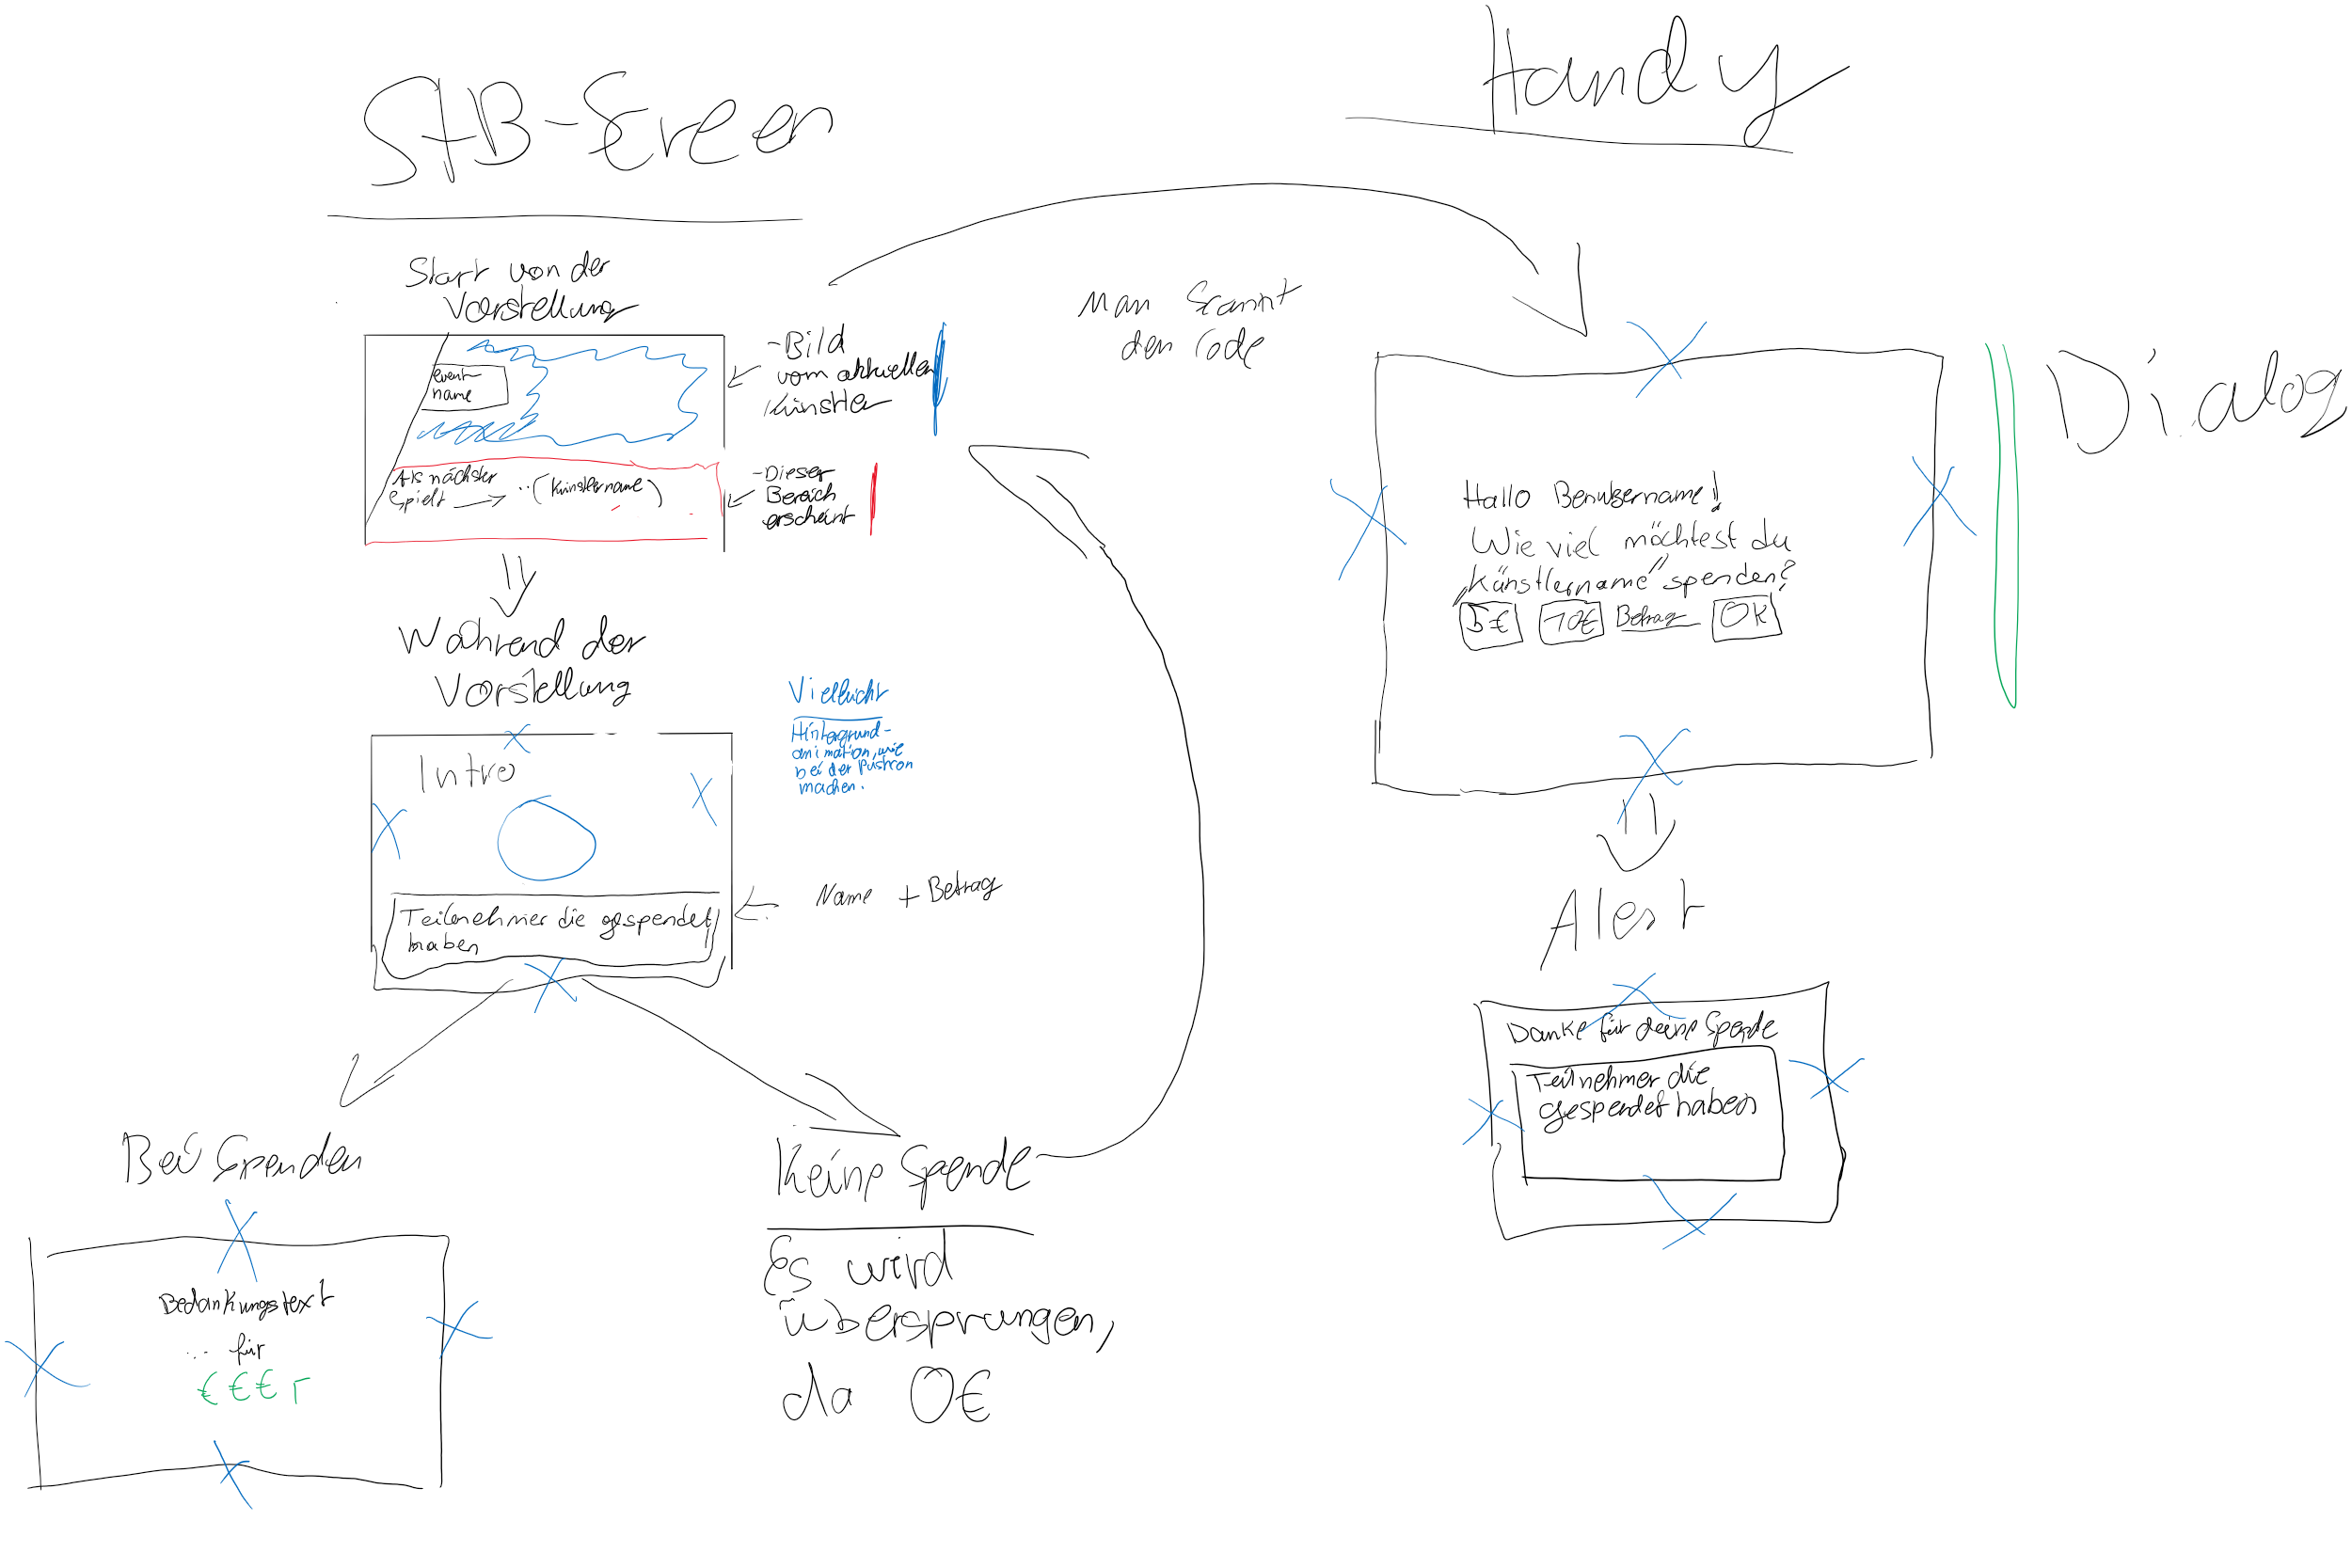 StB-Screen
Start von der
Vorstellung
event
name
Als nächster
spielt → ..(Künstlername)
-Bild
vom aktuellen
Künstler
-Dieser
Bereich
erscheint
Während der
Vorstellung
Intro
Teilnehmer die gespendet
haben
Vielleicht
Hintergrund-
animation, wie
bei der Pushcon
machen.
Name + Betrag
Bei Spenden
Bedankungstext
... für
€€€
Keine Spende
Es wird
übersprungen,
da 0€
Man Scannt
den Code
Handy
Dialog
Hallo Benutzername!
Wie viel möchtest du
„Künstlername" spenden?
5€ 10€ Betrag OK
Alert
Danke für deine Spende
Teilnehmer die
gespendet haben